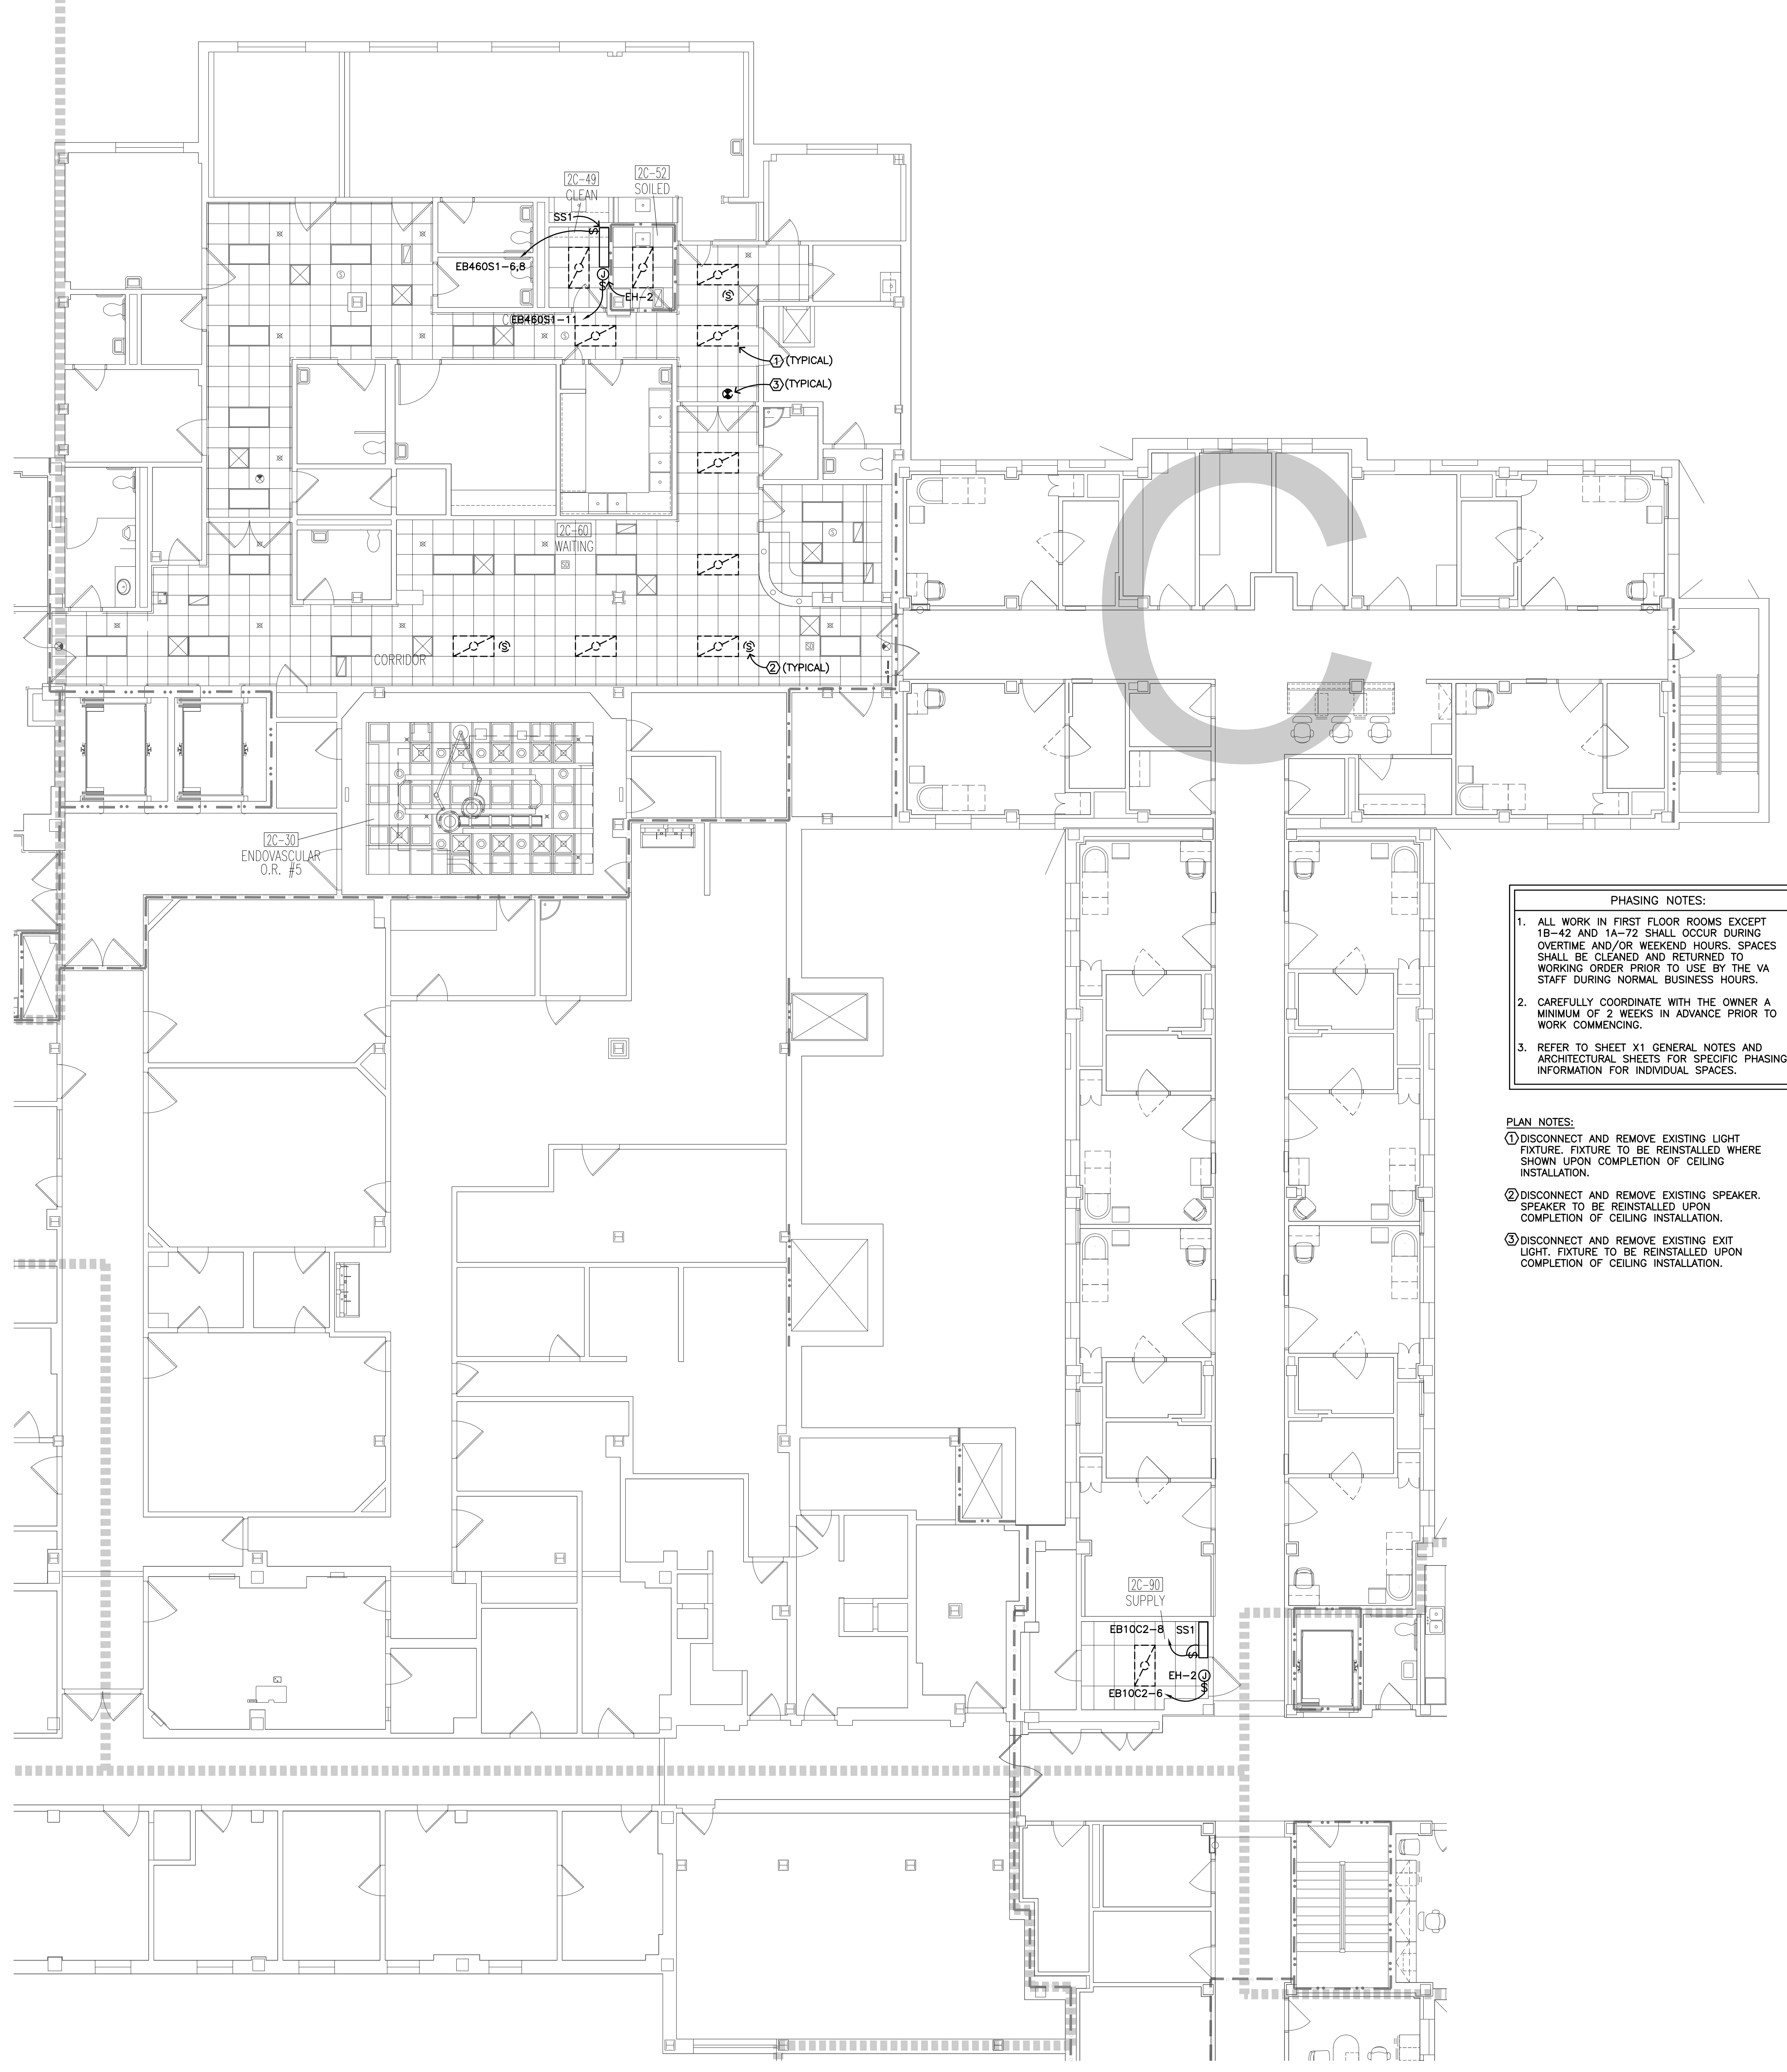 2C-49
CLEAN
2C-52
SOILED
SS1
S
EB460S1-6,8
J
S
EH-2
S
EB460S1-11
S
S
1 (TYPICAL)
3 (TYPICAL)
S
2C-60
WAITING
SD
SD
S
S
CORRIDOR
2 (TYPICAL)
C
2C-30
ENDOVASCULAR
O.R. #5
PHASING NOTES:
1. ALL WORK IN FIRST FLOOR ROOMS EXCEPT
1B-42 AND 1A-72 SHALL OCCUR DURING
OVERTIME AND/OR WEEKEND HOURS. SPACES
SHALL BE CLEANED AND RETURNED TO
WORKING ORDER PRIOR TO USE BY THE VA
STAFF DURING NORMAL BUSINESS HOURS.
2. CAREFULLY COORDINATE WITH THE OWNER A
MINIMUM OF 2 WEEKS IN ADVANCE PRIOR TO
WORK COMMENCING.
3. REFER TO SHEET X1 GENERAL NOTES AND
ARCHITECTURAL SHEETS FOR SPECIFIC PHASING
INFORMATION FOR INDIVIDUAL SPACES.
PLAN NOTES:
1 DISCONNECT AND REMOVE EXISTING LIGHT
FIXTURE. FIXTURE TO BE REINSTALLED WHERE
SHOWN UPON COMPLETION OF CEILING
INSTALLATION.
2 DISCONNECT AND REMOVE EXISTING SPEAKER.
SPEAKER TO BE REINSTALLED UPON
COMPLETION OF CEILING INSTALLATION.
3 DISCONNECT AND REMOVE EXISTING EXIT
LIGHT. FIXTURE TO BE REINSTALLED UPON
COMPLETION OF CEILING INSTALLATION.
2C-90
SUPPLY
EB10C2-8 SS1
S
EH-2 J
S
EB10C2-6